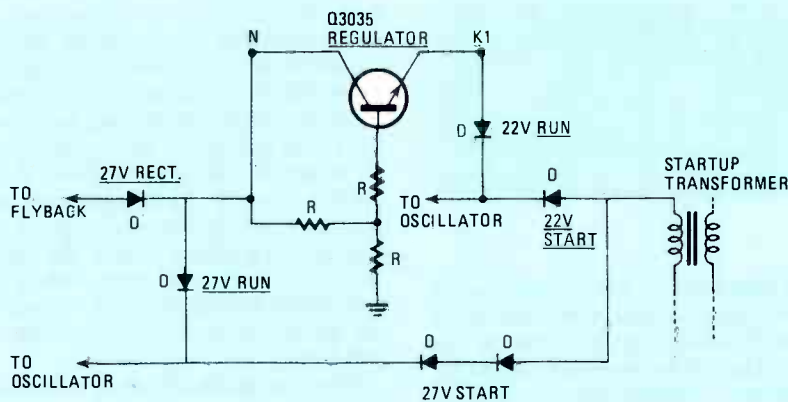 Q3035
REGULATOR
N
K1
D
22V RUN
27V RECT.
D
STARTUP
TRANSFORMER
TO
FLYBACK
D
R
TO
OSCILLATOR
22V
START
R
R
D
27V RUN
D
D
TO
OSCILLATOR
27V START